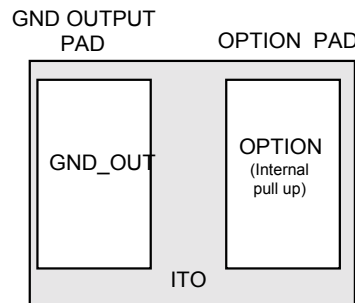 GND OUTPUT
PAD
OPTION PAD
GND_OUT
OPTION
(Internal
pull up)
ITO